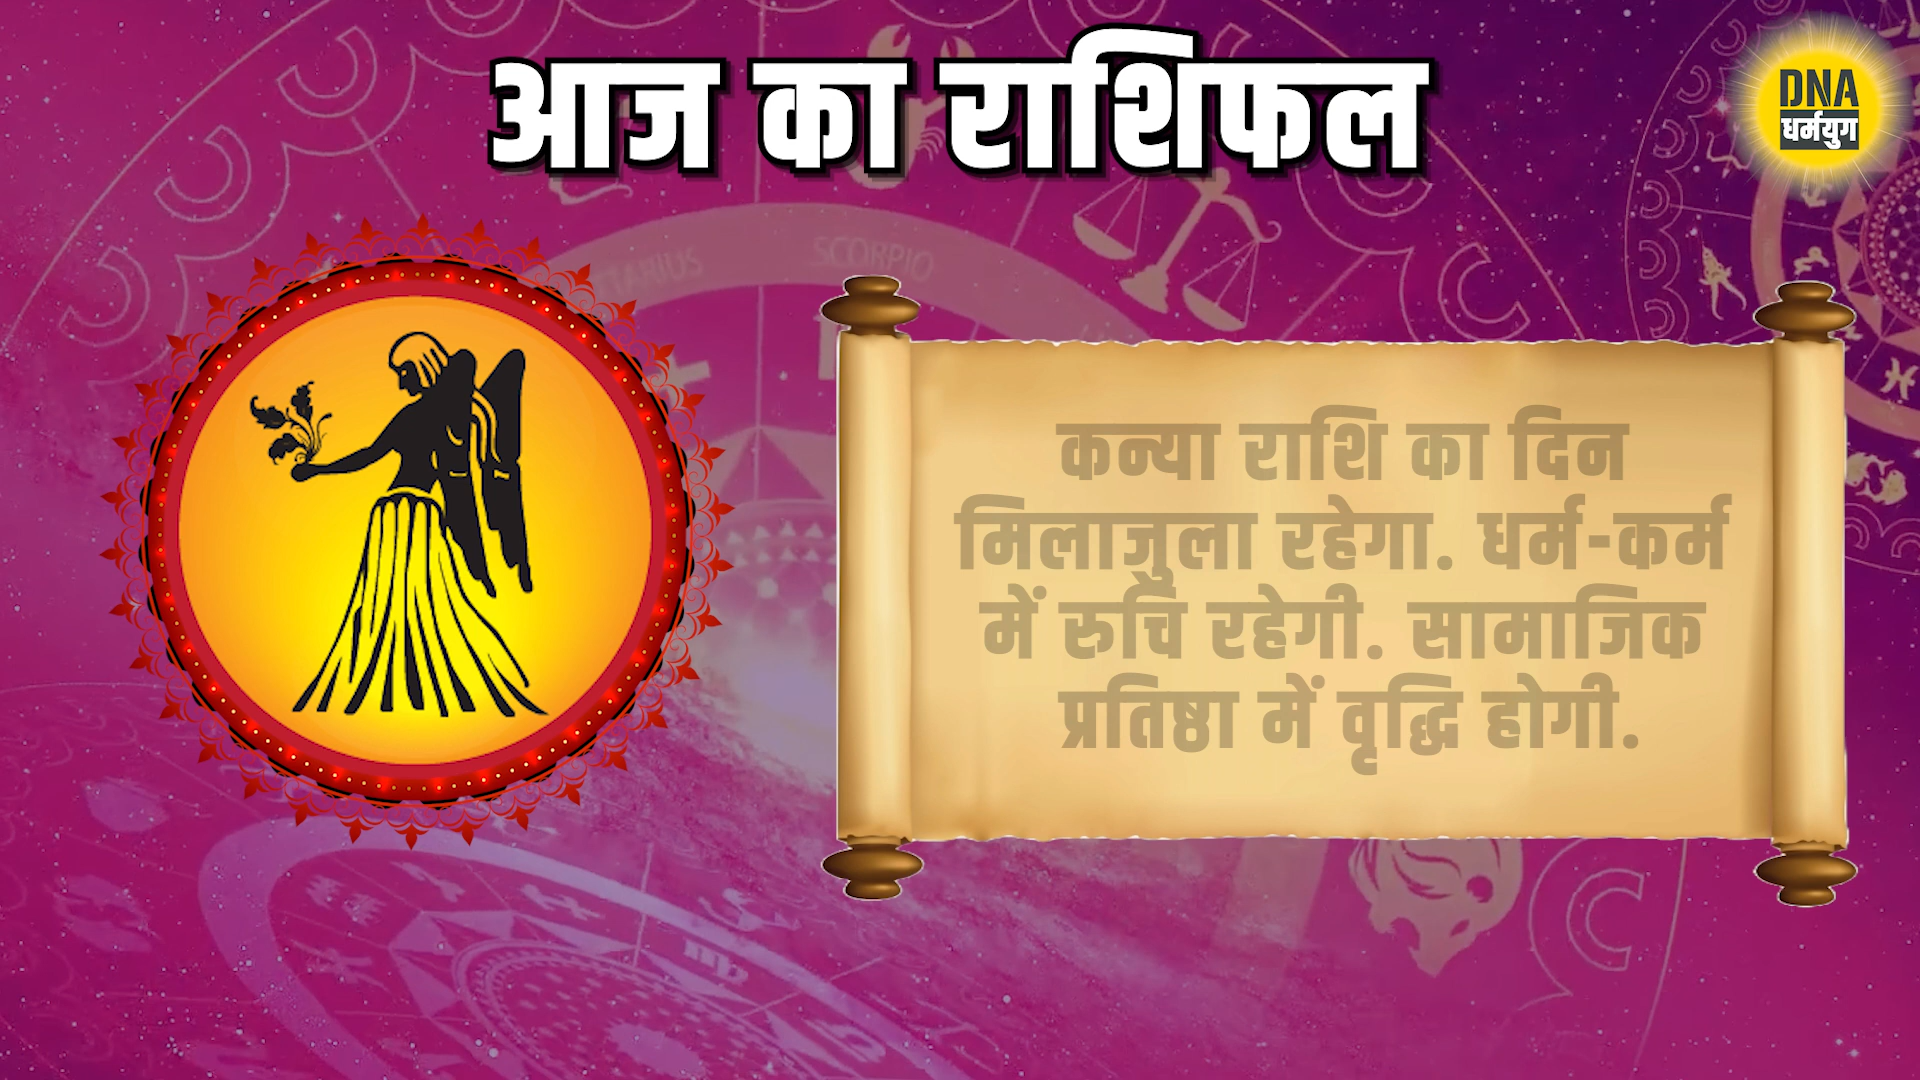 आज का राशिफल
DNA
धर्मयुग
SCORPIO
कन्या राशि का दिन
मिलाजुला रहेगा. धर्म-कर्म
में रुचि रहेगी. सामाजिक
प्रतिष्ठा में वृद्धि होगी.